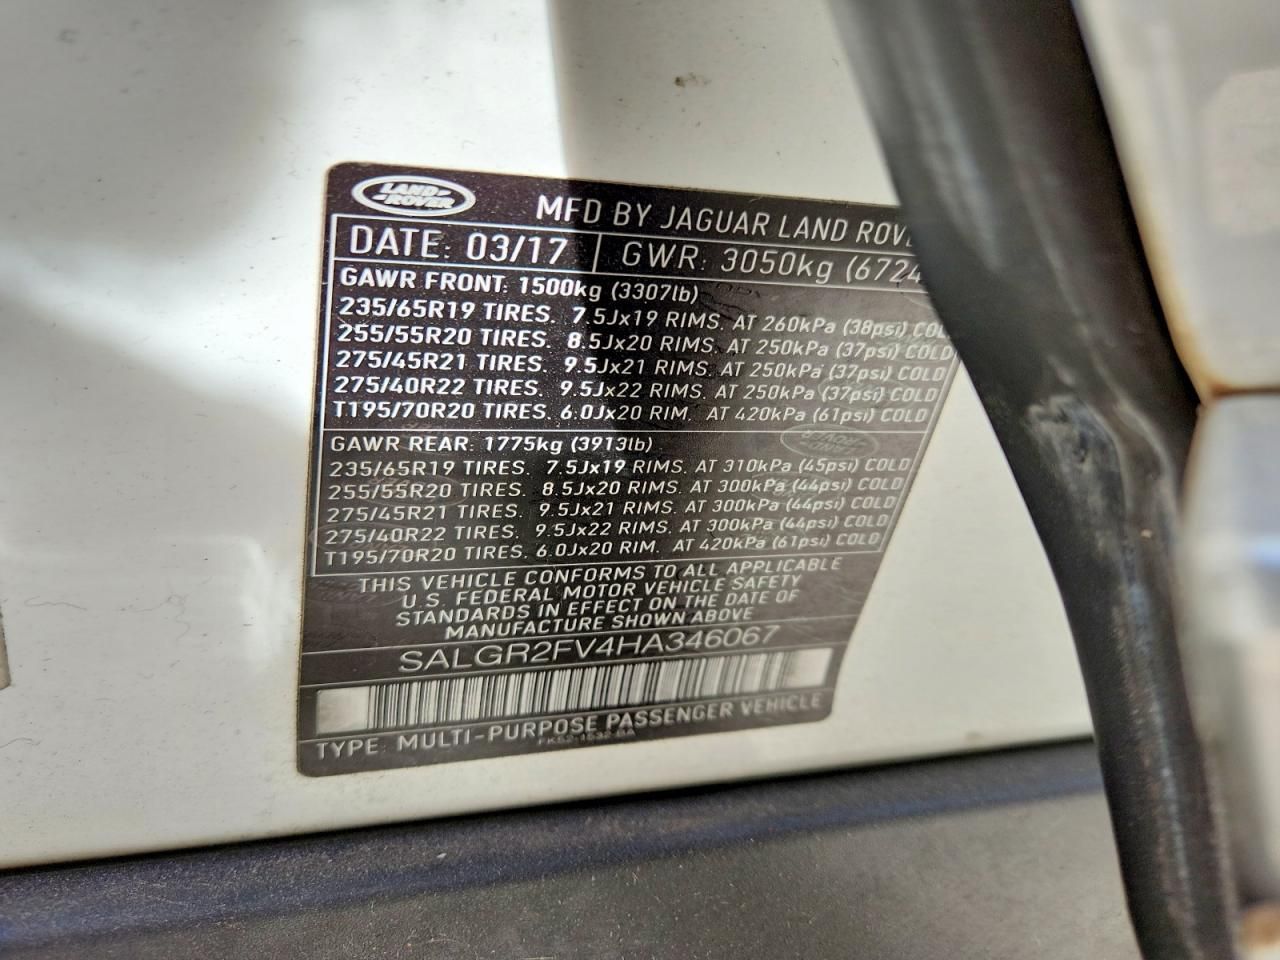 LAND
ROVER
MFD BY JAGUAR LAND ROV
DATE: 03/17
GWR: 3050kg (6724
GAWR FRONT: 1500kg (3307lb)
235/65R19 TIRES. 7.5Jx19 RIMS. AT 260kPa (38psi) COL
255/55R20 TIRES. 8.5Jx20 RIMS. AT 250kPa (37psi) COLD
275/45R21 TIRES. 9.5Jx21 RIMS. AT 250kPa (37psi) COLD
275/40R22 TIRES. 9.5Jx22 RIMS. AT 250kPa (37psi) COLD
T195/70R20 TIRES. 6.0Jx20 RIM. AT 420kPa (61psi) COLD
GAWR REAR: 1775kg (3913lb)
235/65R19 TIRES. 7.5Jx19 RIMS. AT 310kPa (45psi) COLD
255/55R20 TIRES. 8.5Jx20 RIMS. AT 300kPa (44psi) COLD
275/45R21 TIRES. 9.5Jx21 RIMS. AT 300kPa (44psi) COLD
275/40R22 TIRES. 9.5Jx22 RIMS. AT 300kPa (44psi) COLD
T195/70R20 TIRES. 6.0Jx20 RIM. AT 420kPa (61psi) COLD
THIS VEHICLE CONFORMS TO ALL APPLICABLE
U.S. FEDERAL MOTOR VEHICLE SAFETY
STANDARDS IN EFFECT ON THE DATE OF
MANUFACTURE SHOWN ABOVE
SALGR2FV4HA346067
TYPE: MULTI-PURPOSE PASSENGER VEHICLE